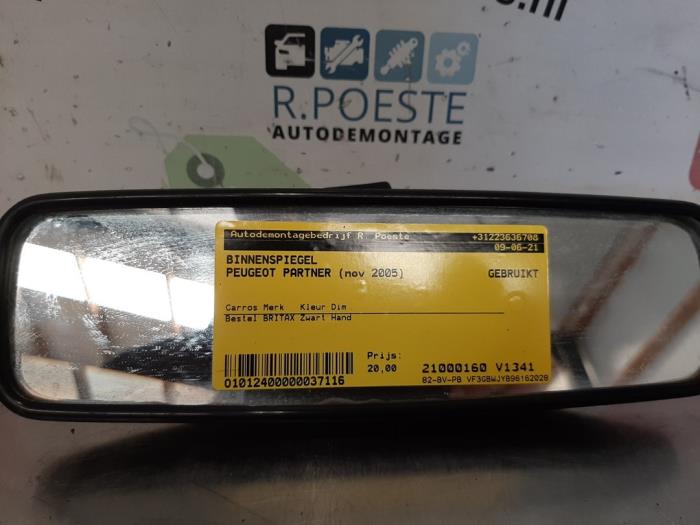 R.POESTE
AUTODEMONTAGE
Autodemontagebedrijf R. Poeste +31223636708
09-06-21
BINNENSPIEGEL
PEUGEOT PARTNER (nov 2005) GEBRUIKT
Carros Merk Kleur Dim
Bestel BRITAX Zwart Hand
Prijs:
20,00
21000160 V1341
01012400000037116
82-BV-PB VF3GBWJYB96162028